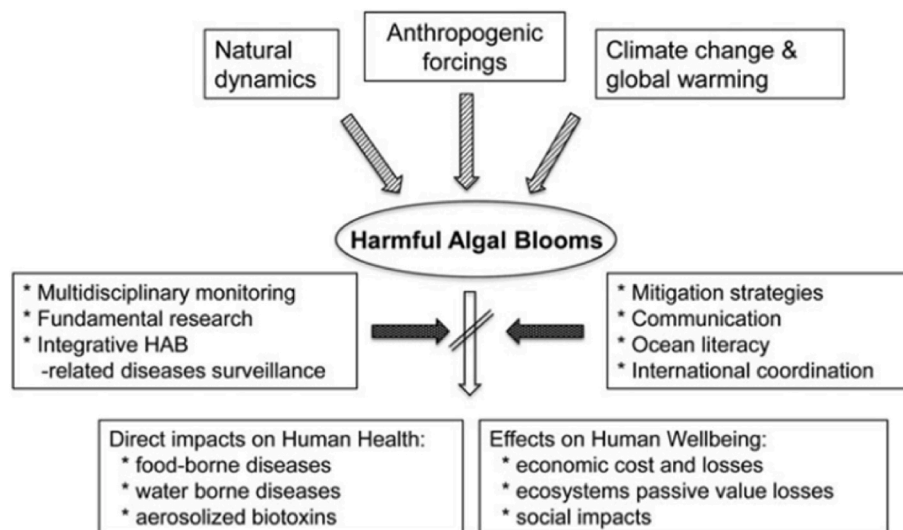 Natural
dynamics
Anthropogenic
forcings
Climate change &
global warming
Harmful Algal Blooms
* Multidisciplinary monitoring
* Fundamental research
* Integrative HAB
-related diseases surveillance
* Mitigation strategies
* Communication
* Ocean literacy
* International coordination
Direct impacts on Human Health:
* food-borne diseases
* water borne diseases
* aerosolized biotoxins
Effects on Human Wellbeing:
* economic cost and losses
* ecosystems passive value losses
* social impacts